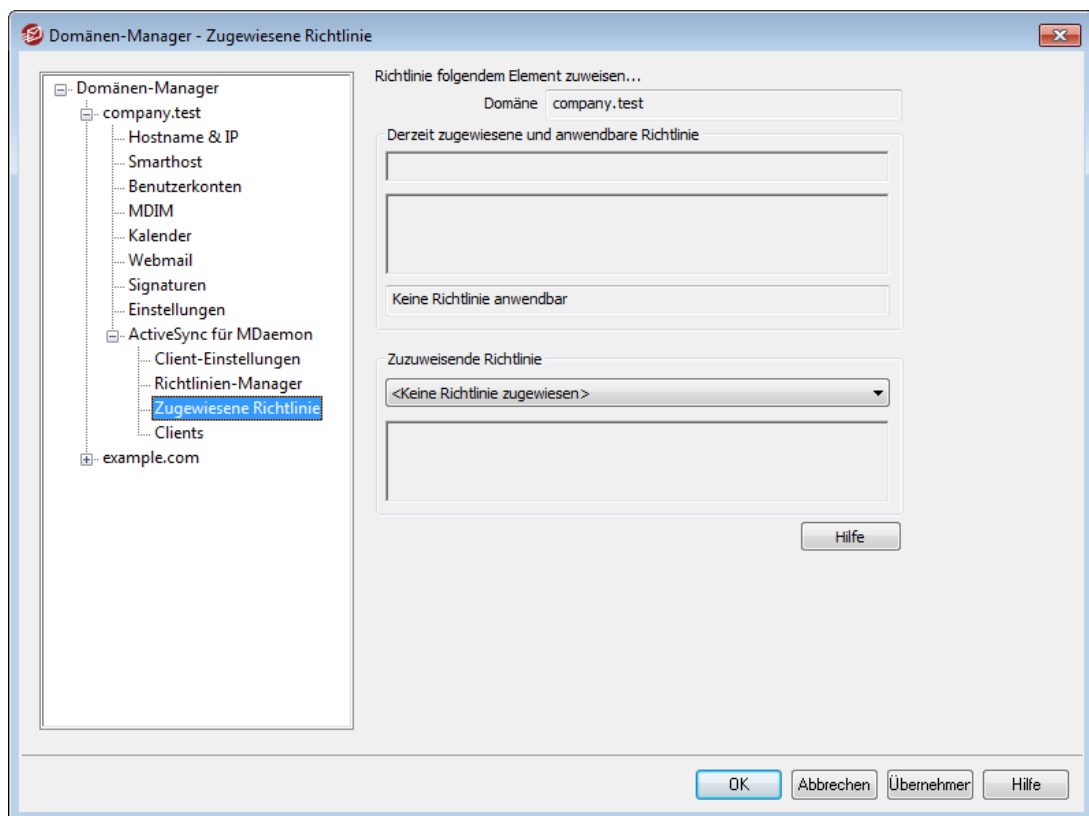 Domänen-Manager - Zugewiesene Richtlinie
Domänen-Manager
company.test
Hostname & IP
Smarthost
Benutzerkonten
MDIM
Kalender
Webmail
Signaturen
Einstellungen
ActiveSync für MDaemon
Client-Einstellungen
Richtlinien-Manager
Zugewiesene Richtlinie
Clients
example.com
Richtlinie folgendem Element zuweisen...
Domäne company.test
Derzeit zugewiesene und anwendbare Richtlinie
Keine Richtlinie anwendbar
Zuzuweisende Richtlinie
<Keine Richtlinie zugewiesen>
Hilfe
OK Abbrechen Übernehmer Hilfe